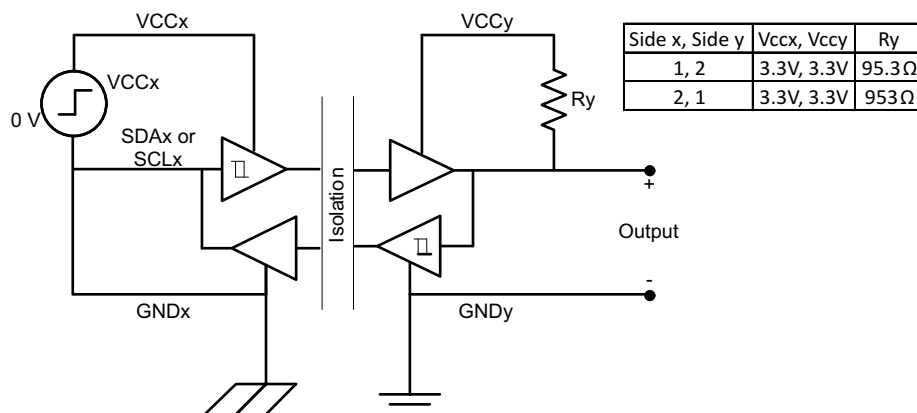 VCCx
VCCy
Side x, Side y Vccx, Vccy Ry
1, 2 3.3V, 3.3V 95.3Ω
2, 1 3.3V, 3.3V 953Ω
VCCx
0 V
Ry
SDAx or
SCLx
Isolation
+
Output
-
GNDx
GNDy